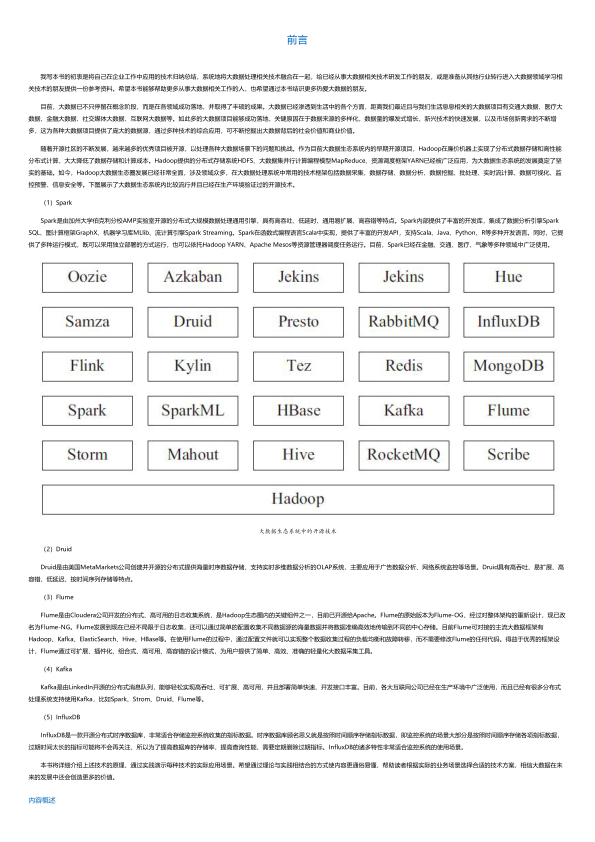 前言
我写本书的初衷是将自己在企业工作中应用的技术归纳总结，系统地将大数据处理相关技术融合在一起，给已经从事大数据相关技术研发工作的朋友，或是准备从其他行业转行进入大数据领域学习相
关技术的朋友提供一份参考资料。希望本书能够帮助更多从事大数据相关工作的人，也希望通过本书结识更多热爱大数据的朋友。
目前，大数据已不只停留在概念阶段，而是在各领域成功落地，并取得了丰硕的成果。大数据已经渗透到生活中的各个方面，距离我们最近且与我们生活息息相关的大数据项目有交通大数据、医疗大
数据、金融大数据、社交媒体大数据、互联网大数据等。如此多的大数据项目能够成功落地，关键原因在于数据来源的多样化、数据量的爆发式增长、新兴技术的快速发展，以及市场创新需求的不断增
多，这为各种大数据项目提供了庞大的数据源，通过多种技术的综合应用，可不断挖掘出大数据背后的社会价值和商业价值。
随着开源社区的不断发展，越来越多的优秀项目被开源，以处理各种大数据场景下的问题和挑战。作为目前大数据生态系统内的早期开源项目，Hadoop在廉价机器上实现了分布式数据存储和高性能
分布式计算，大大降低了数据存储和计算成本。Hadoop提供的分布式存储系统HDFS、大数据集并行计算编程模型MapReduce、资源调度框架YARN已经被广泛应用，为大数据生态系统的发展奠定了坚
实的基础。如今，Hadoop大数据生态圈发展已经非常全面，涉及领域众多，在大数据处理系统中常用的技术框架包括数据采集、数据存储、数据分析、数据挖掘、批处理、实时流计算、数据可视化、监
控预警、信息安全等。下图展示了大数据生态系统内比较流行并且已经在生产环境验证过的开源技术。
（1）Spark
Spark是由加州大学伯克利分校AMP实验室开源的分布式大规模数据处理通用引擎，具有高吞吐、低延时、通用易扩展、高容错等特点。Spark内部提供了丰富的开发库，集成了数据分析引擎Spark
SQL、图计算框架GraphX、机器学习库MLlib、流计算引擎Spark Streaming。Spark在函数式编程语言Scala中实现，提供了丰富的开发API，支持Scala、Java、Python、R等多种开发语言。同时，它提
供了多种运行模式，既可以采用独立部署的方式运行，也可以依托Hadoop YARN、Apache Mesos等资源管理器调度任务运行。目前，Spark已经在金融、交通、医疗、气象等多种领域中广泛使用。
Oozie Azkaban Jekins Jekins Hue
Samza Druid Presto RabbitMQ InfluxDB
Flink Kylin Tez Redis MongoDB
Spark SparkML HBase Kafka Flume
Storm Mahout Hive RocketMQ Scribe
Hadoop
大数据生态系统中的开源技术
（2）Druid
Druid是由美国MetaMarkets公司创建并开源的分布式提供海量时序数据存储、支持实时多维数据分析的OLAP系统，主要应用于广告数据分析、网络系统监控等场景。Druid具有高吞吐、易扩展、高
容错、低延迟、按时间序列存储等特点。
（3）Flume
Flume是由Cloudera公司开发的分布式、高可用的日志收集系统，是Hadoop生态圈内的关键组件之一，目前已开源给Apache。Flume的原始版本为Flume-OG，经过对整体架构的重新设计，现已改
名为Flume-NG。Flume发展到现在已经不局限于日志收集，还可以通过简单的配置收集不同数据源的海量数据并将数据准确高效地传输到不同的中心存储。目前Flume可对接的主流大数据框架有
Hadoop、Kafka、ElasticSearch、Hive、HBase等。在使用Flume的过程中，通过配置文件就可以实现整个数据收集过程的负载均衡和故障转移，而不需要修改Flume的任何代码。得益于优秀的框架设
计，Flume通过可扩展、插件化、组合式、高可用、高容错的设计模式，为用户提供了简单、高效、准确的轻量化大数据采集工具。
（4）Kafka
Kafka是由LinkedIn开源的分布式消息队列，能够轻松实现高吞吐、可扩展、高可用，并且部署简单快速、开发接口丰富。目前，各大互联网公司已经在生产环境中广泛使用，而且已经有很多分布式
处理系统支持使用Kafka，比如Spark、Strom、Druid、Flume等。
（5）InfluxDB
InfluxDB是一款开源分布式时序数据库，非常适合存储监控系统收集的指标数据。时序数据库顾名思义就是按照时间顺序存储指标数据，即监控系统的场景大部分是按照时间顺序存储各项指标数据，
过期时间太长的指标可能将不会再关注，所以为了提高数据库的存储率，提高查询性能，需要定期删除过期指标。InfluxDB的诸多特性非常适合监控系统的使用场景。
本书将详细介绍上述技术的原理，通过实践演示每种技术的实际应用场景。希望通过理论与实践相结合的方式使内容更通俗易懂，帮助读者根据实际的业务场景选择合适的技术方案，相信大数据在未
来的发展中还会创造更多的价值。
内容概述